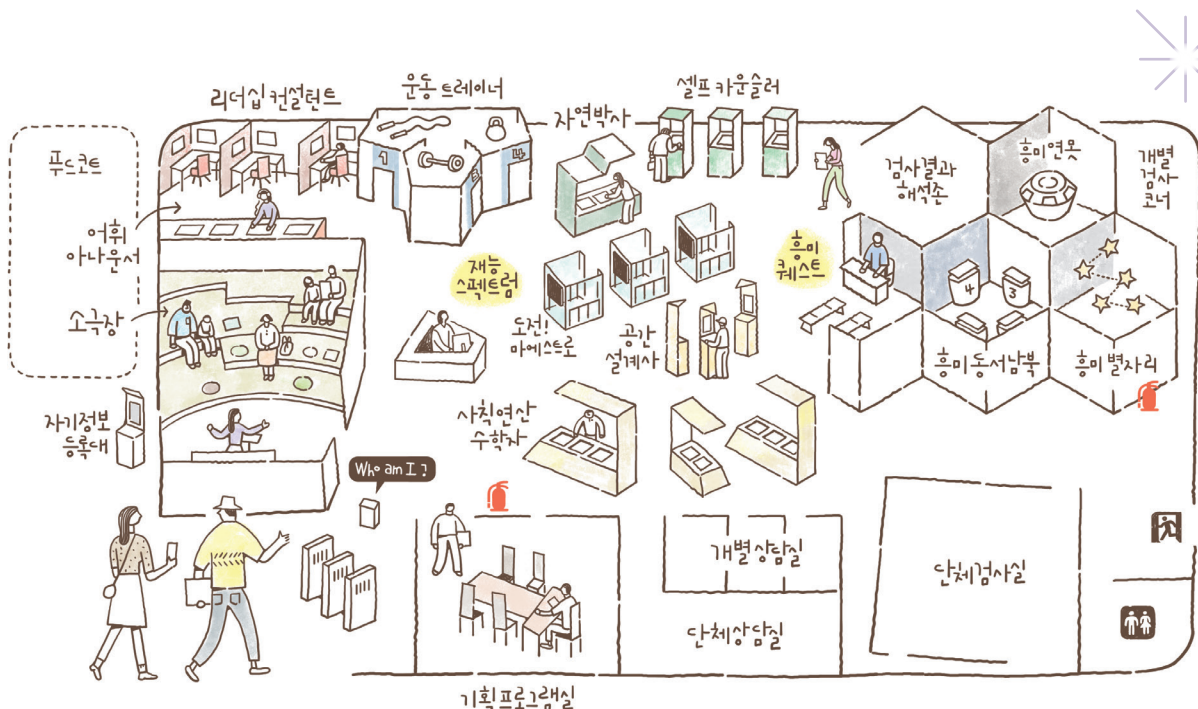 리더십 컨설턴트
운동 트레이너
자연박사
셀프 카운슬러
푸드코트
어휘
아나운서
소극장
자기정보
등록대
1
4
재능
스펙트럼
도전!
마에스트로
공간
설계사
사칙연산
수학자
흥미
퀘스트
검사결과
해석존
흥미연못
개별
검사
코너
4
3
흥미동서남북
흥미별자리
Who am I?
개별상담실
단체상담실
단체검사실
기획프로그램실